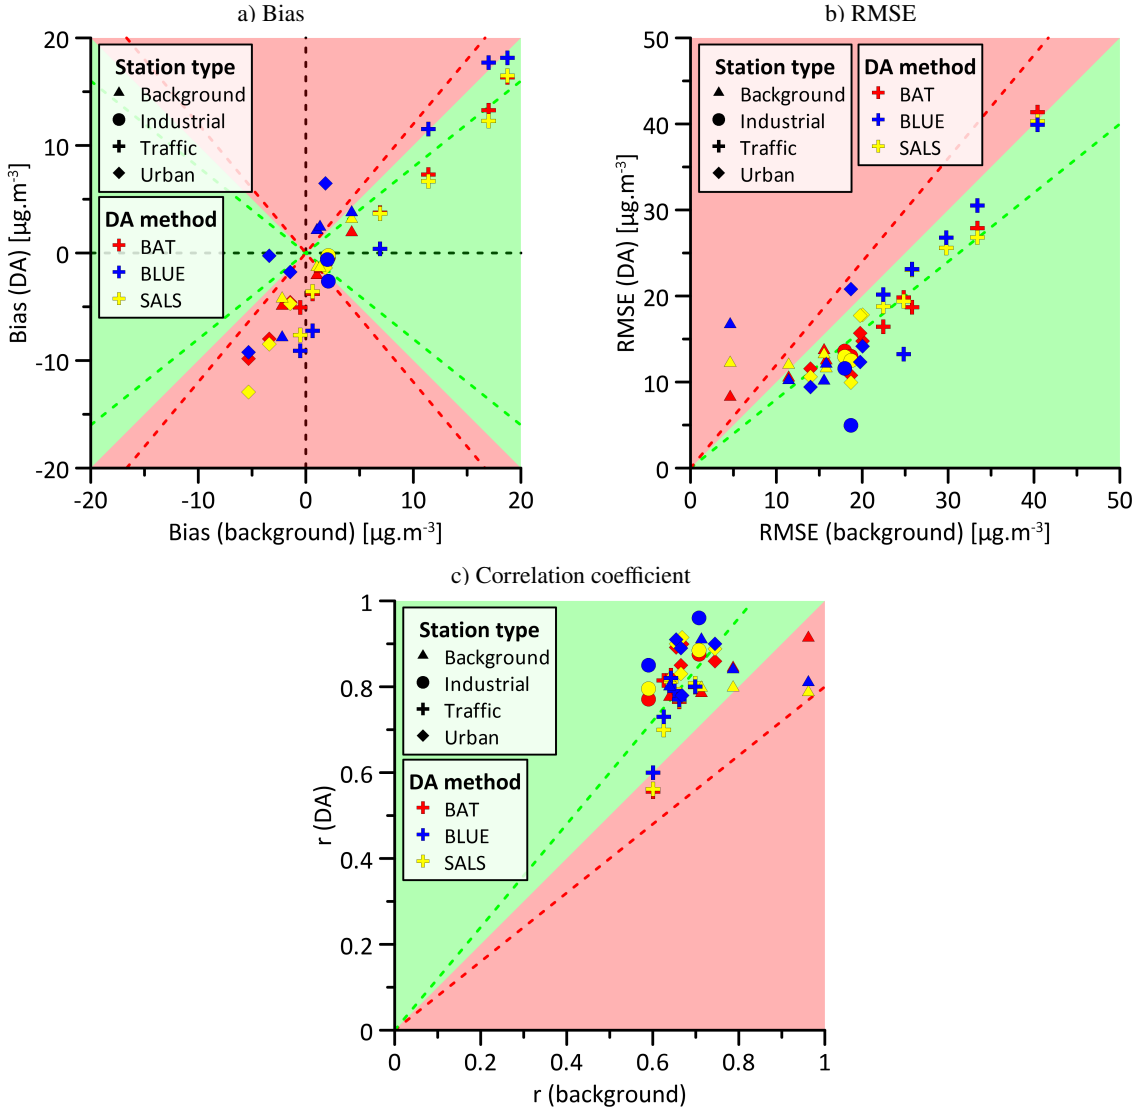 a) Bias
20
10
0
-10
-20
Bias (DA) [µg.m⁻³]
Station type
Background
Industrial
Traffic
Urban
DA method
BAT
BLUE
SALS
-20
-10
0
10
20
Bias (background) [µg.m⁻³]
b) RMSE
50
40
30
20
10
0
RMSE (DA) [µg.m⁻³]
Station type
Background
Industrial
Traffic
Urban
DA method
BAT
BLUE
SALS
0
10
20
30
40
50
RMSE (background) [µg.m⁻³]
c) Correlation coefficient
1
0.8
0.6
0.4
0.2
0
r (DA)
Station type
Background
Industrial
Traffic
Urban
DA method
BAT
BLUE
SALS
0
0.2
0.4
0.6
0.8
1
r (background)